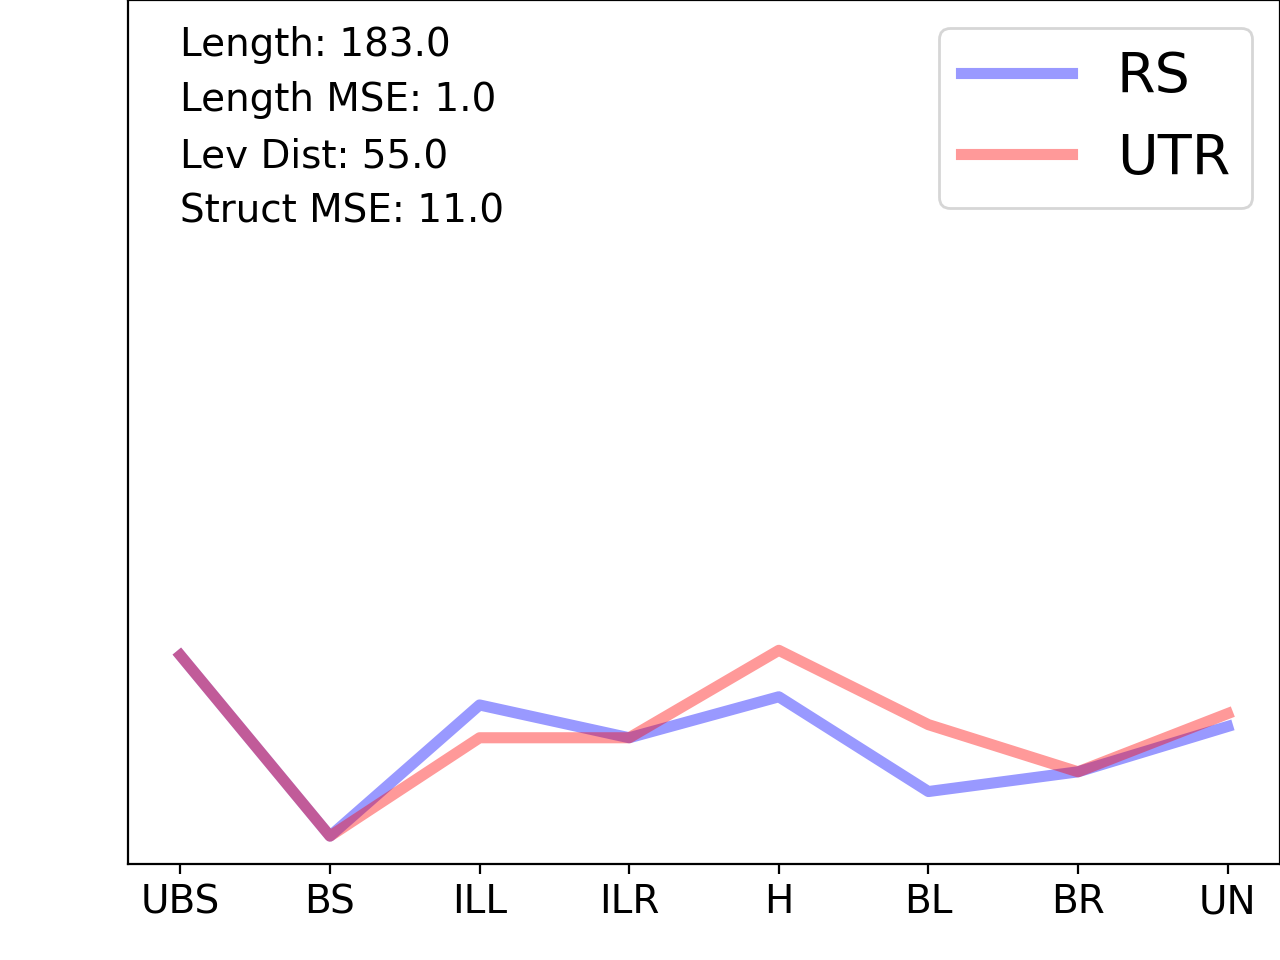 Length: 183.0
Length MSE: 1.0
Lev Dist: 55.0
Struct MSE: 11.0
RS
UTR
UBS BS ILL ILR H BL BR UN